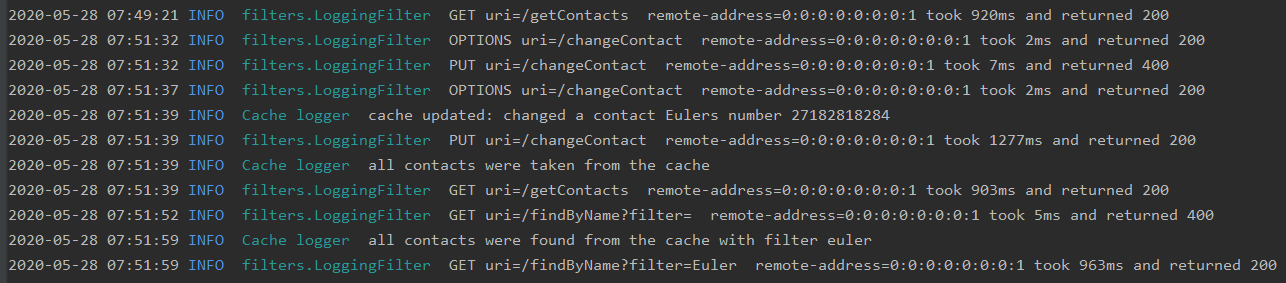 2020-05-28 07:49:21 INFO  filters.LoggingFilter  GET uri=/getContacts  remote-address=0:0:0:0:0:0:0:1 took 920ms and returned 200
2020-05-28 07:51:32 INFO  filters.LoggingFilter  OPTIONS uri=/changeContact  remote-address=0:0:0:0:0:0:0:1 took 2ms and returned 200
2020-05-28 07:51:32 INFO  filters.LoggingFilter  PUT uri=/changeContact  remote-address=0:0:0:0:0:0:0:1 took 7ms and returned 400
2020-05-28 07:51:37 INFO  filters.LoggingFilter  OPTIONS uri=/changeContact  remote-address=0:0:0:0:0:0:0:1 took 2ms and returned 200
2020-05-28 07:51:39 INFO  Cache logger  cache updated: changed a contact Eulers number 27182818284
2020-05-28 07:51:39 INFO  filters.LoggingFilter  PUT uri=/changeContact  remote-address=0:0:0:0:0:0:0:1 took 1277ms and returned 200
2020-05-28 07:51:39 INFO  Cache logger  all contacts were taken from the cache
2020-05-28 07:51:39 INFO  filters.LoggingFilter  GET uri=/getContacts  remote-address=0:0:0:0:0:0:0:1 took 903ms and returned 200
2020-05-28 07:51:52 INFO  filters.LoggingFilter  GET uri=/findByName?filter=  remote-address=0:0:0:0:0:0:0:1 took 5ms and returned 400
2020-05-28 07:51:59 INFO  Cache logger  all contacts were found from the cache with filter euler
2020-05-28 07:51:59 INFO  filters.LoggingFilter  GET uri=/findByName?filter=Euler  remote-address=0:0:0:0:0:0:0:1 took 963ms and returned 200